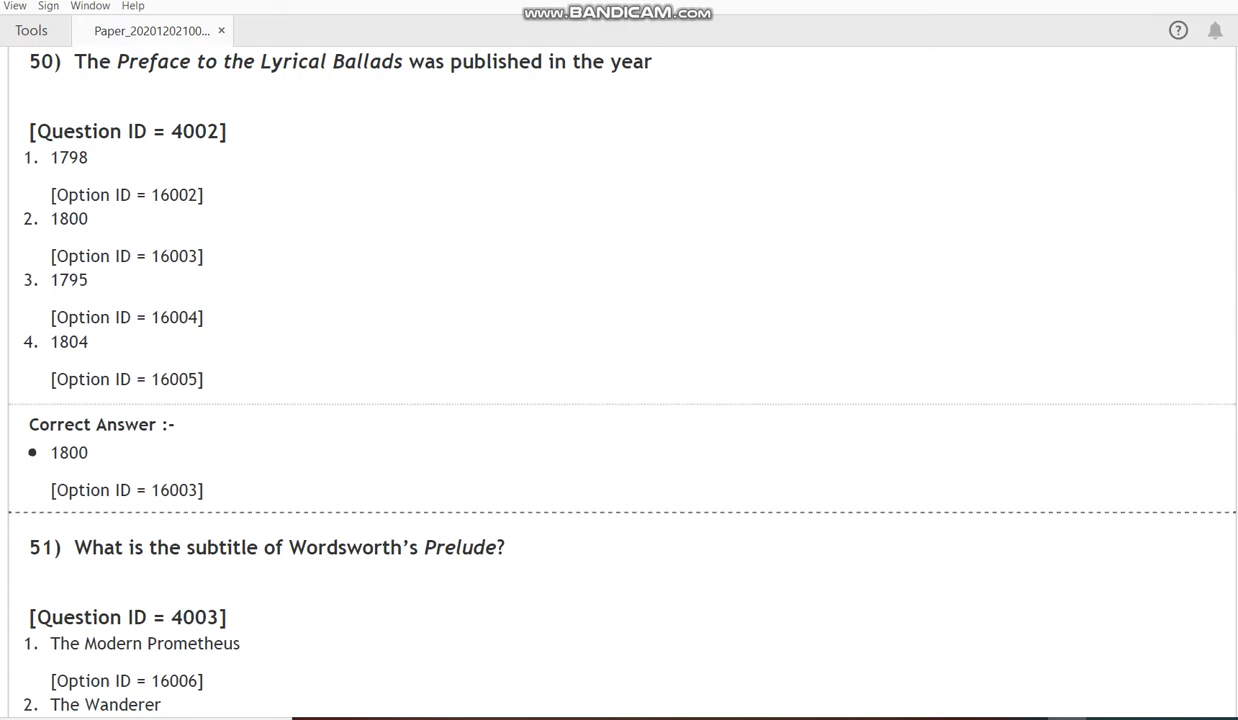 View Sign Window Help
www.BANDICAM.com
Tools Paper_20201202100... ×
50) The Preface to the Lyrical Ballads was published in the year
[Question ID = 4002]
1. 1798
[Option ID = 16002]
2. 1800
[Option ID = 16003]
3. 1795
[Option ID = 16004]
4. 1804
[Option ID = 16005]
Correct Answer :-
• 1800
[Option ID = 16003]
51) What is the subtitle of Wordsworth’s Prelude?
[Question ID = 4003]
1. The Modern Prometheus
[Option ID = 16006]
2. The Wanderer